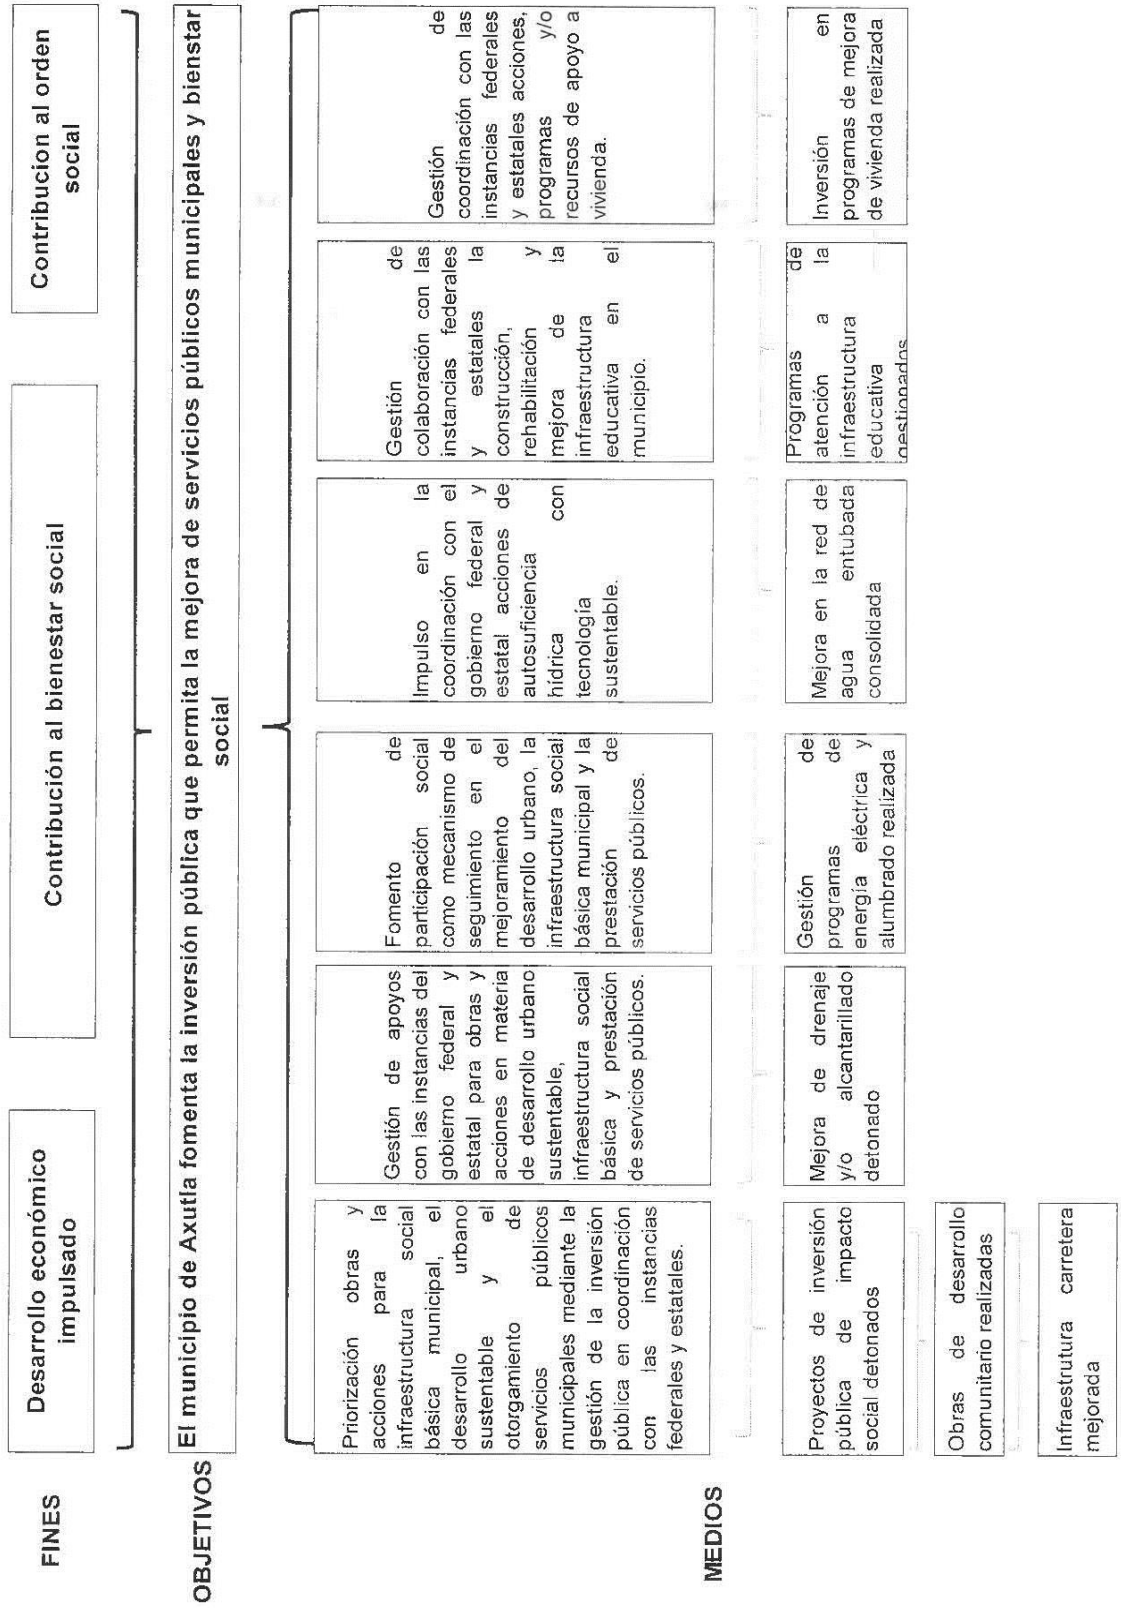 FINES
Desarrollo económico
impulsado
Contribución al bienestar social
Contribucion al orden
social
OBJETIVOS
El municipio de Axutla fomenta la inversión pública que permita la mejora de servicios públicos municipales y bienstar
social
MEDIOS
Priorización obras y
acciones para la
infraestructura social
básica municipal, el
desarrollo urbano
sustentable y el
otorgamiento de
servicios públicos
municipales mediante la
gestión de la inversión
pública en coordinación
con las instancias
federales y estatales.
Gestión de apoyos
con las instancias del
gobierno federal y
estatal para obras y
acciones en materia
de desarrollo urbano
sustentable,
infraestructura social
básica y prestación
de servicios públicos.
Fomento de
participación social
como mecanismo de
seguimiento en el
mejoramiento del
desarrollo urbano, la
infraestructura social
básica municipal y la
prestación de
servicios públicos.
Impulso en la
coordinación con el
gobierno federal y
estatal acciones de
autosuficiencia
hídrica con
tecnología
sustentable.
Gestión de
colaboración con las
instancias federales
y estatales la
construcción,
rehabilitación y
mejora de la
infraestructura
educativa en el
municipio.
Gestión de
coordinación con las
instancias federales
y estatales acciones,
programas y/o
recursos de apoyo a
vivienda.
Proyectos de inversión
pública de impacto
social detonados
Mejora de drenaje
y/o alcantarillado
detonado
Gestión de
programas de
energía eléctrica y
alumbrado realizada
Mejora en la red de
agua entubada
consolidada
Programas de
atención a la
infraestructura
educativa
gestionados
Inversión en
programas de mejora
de vivienda realizada
Obras de desarrollo
comunitario realizadas
Infraestrutura carretera
mejorada